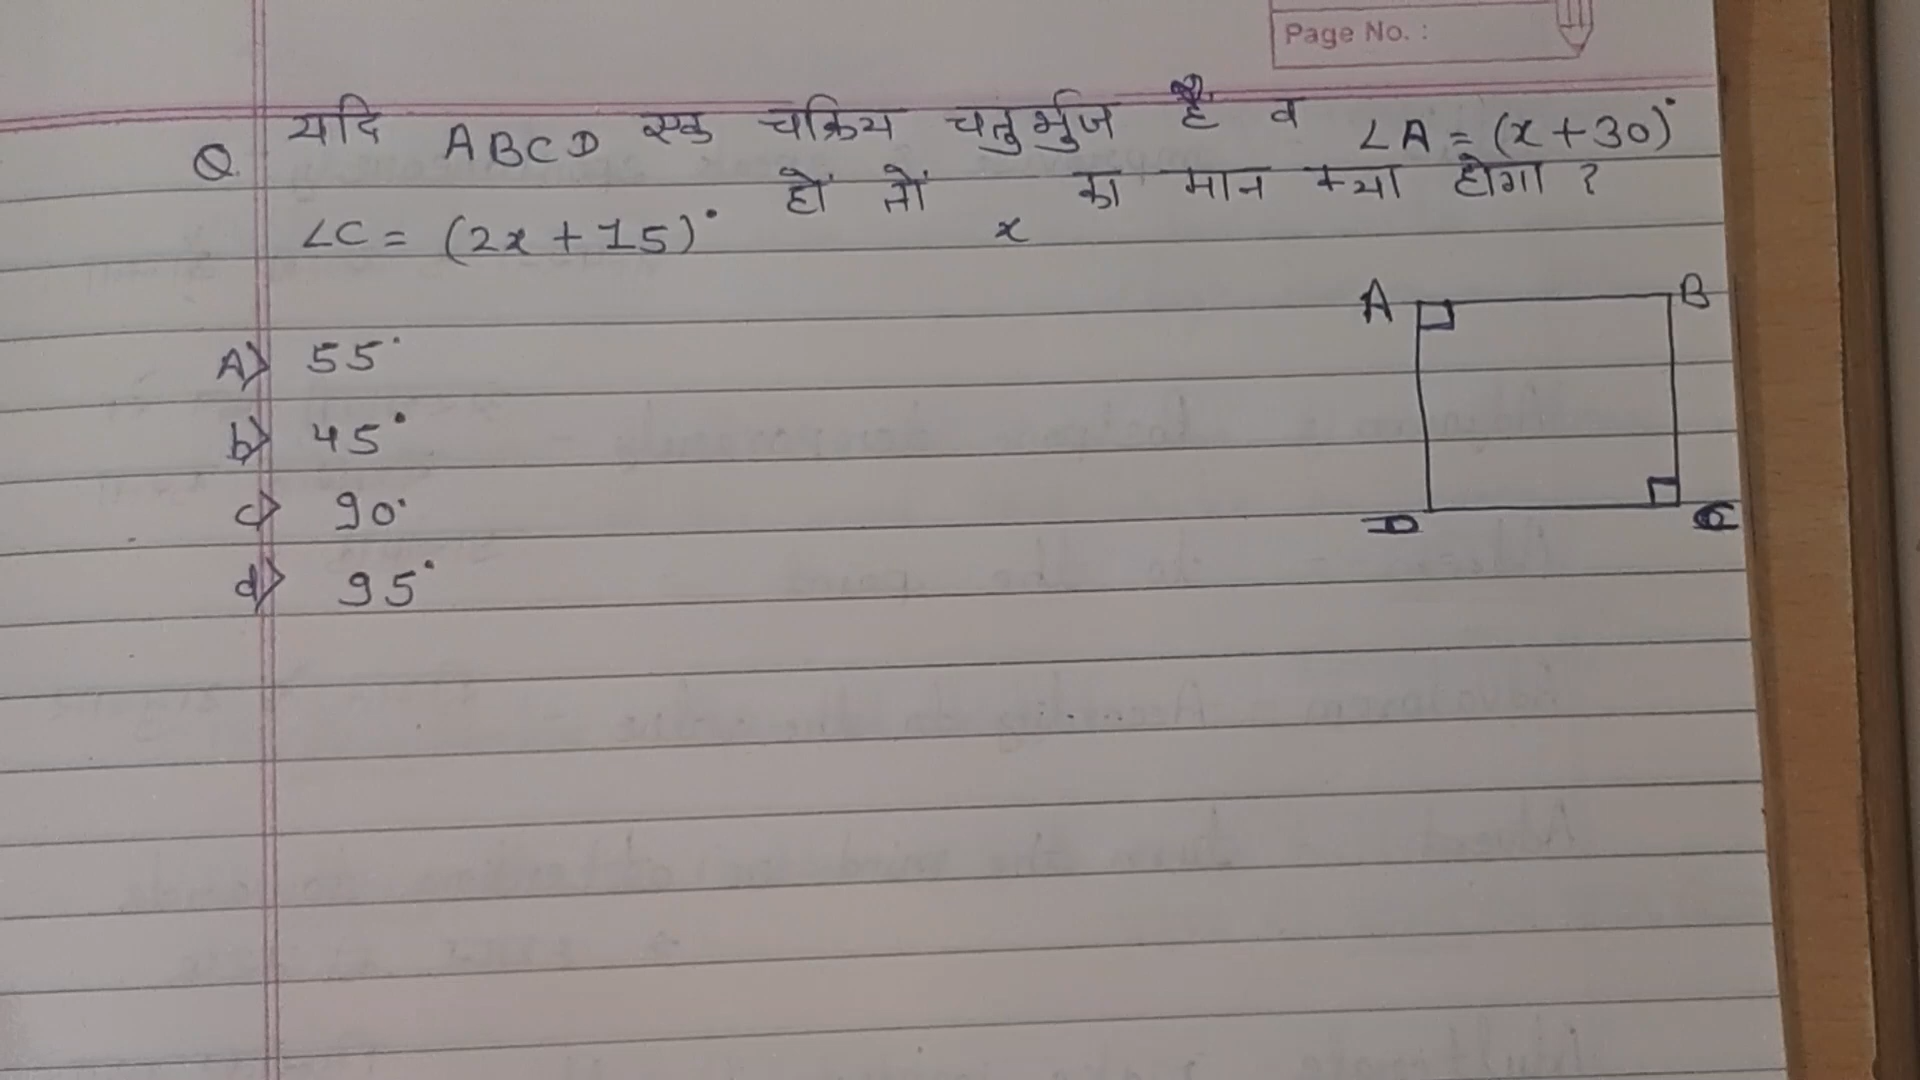 Page No. :
Q. यदि ABCD एक चक्रिय चतुर्भुज है व ∠A = (x+30)°
∠C = (2x+15)° हों तों x का मान क्या होगा ?
A) 55°
b) 45°
c) 90°
d) 95°
A B
D C